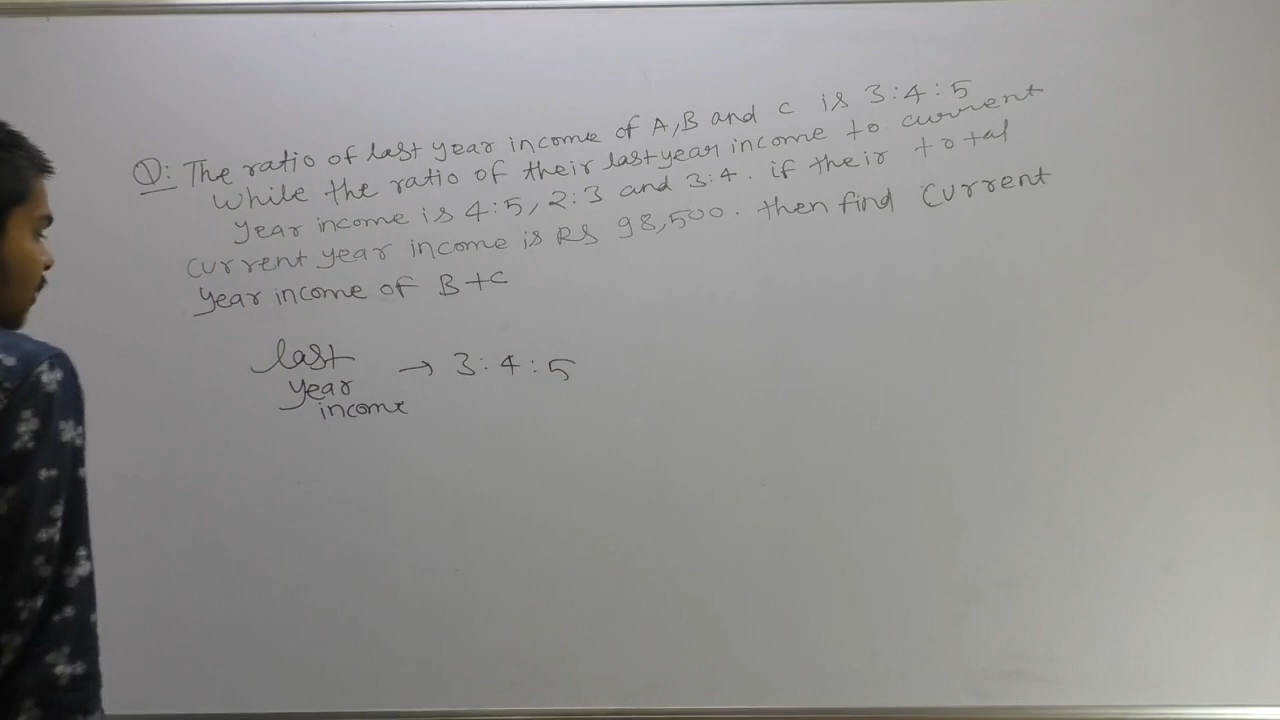 Q: The ratio of last year income of A,B and C is 3:4:5
While the ratio of their last year income to current
year income is 4:5, 2:3 and 3:4. if their total
current year income is RS 98,500. then find Current
year income of B+C
last
year
income → 3:4:5